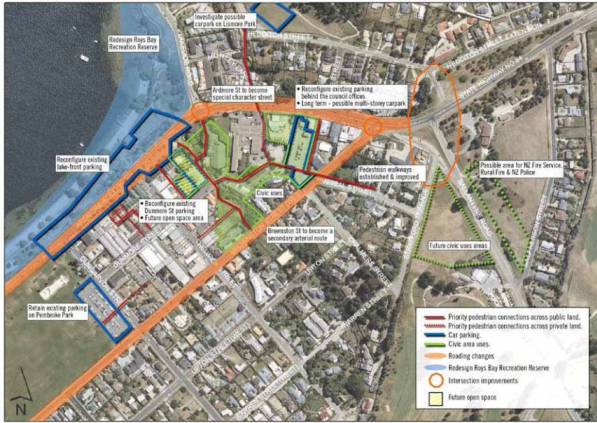 Investigate possible
carpark on Lismore Park
Redesign Roys Bay
Recreation Reserve
Ardmore St to become
special character street
• Reconfigure existing parking
behind the council offices
• Long term – possible multi-storey carpark
Reconfigure existing
lake-front parking
Pedestrian walkways
established & improved
Possible area for NZ Fire Service,
Rural Fire & NZ Police
Civic uses
• Reconfigure existing
Dunmore St parking
• Future open space area
Brownston St to become a
secondary arterial route
Future civic uses areas
Retain existing parking
on Pembroke Park
Priority pedestrian connections across public land.
Priority pedestrian connections across private land.
Car parking.
Civic area uses.
Roading changes
Redesign Roys Bay Recreation Reserve
Intersection improvements
Future open space
N